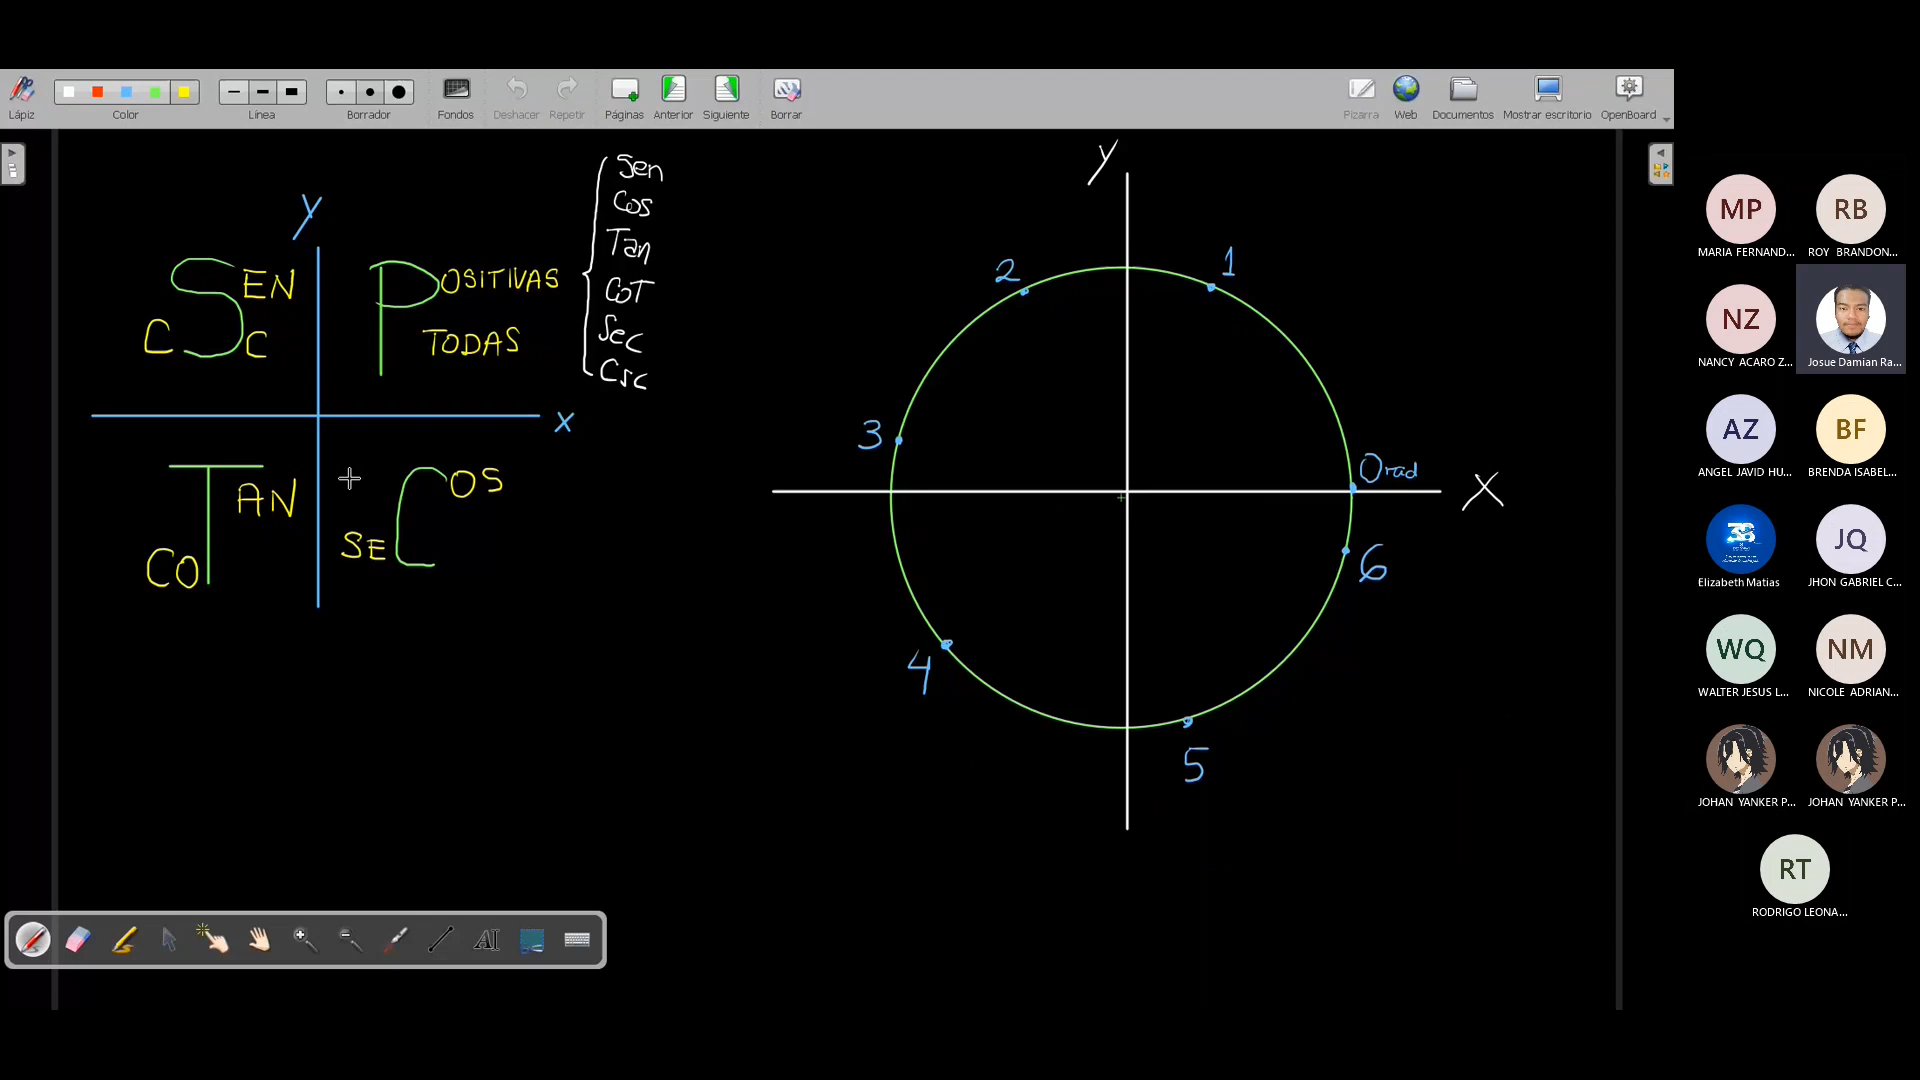 Lápiz
Color
Línea
Borrador
Fondos
Deshacer
Repetir
Páginas
Anterior
Siguiente
Borrar
Pizarra
Web
Documentos
Mostrar escritorio
OpenBoard
y
SEN
CSC
POSITIVAS
TODAS
Sen
Cos
Tan
CoT
Sec
Csc
x
TAN
COT
COS
SEC
y
2
1
3
0rad
X
6
4
5
AI
MP
MARIA FERNAND...
RB
ROY BRANDON...
NZ
NANCY ACARO Z...
Josue Damian Ra...
AZ
ANGEL JAVID HU...
BF
BRENDA ISABEL...
38
Elizabeth Matias
JQ
JHON GABRIEL C...
WQ
WALTER JESUS L...
NM
NICOLE ADRIAN...
JOHAN YANKER P...
JOHAN YANKER P...
RT
RODRIGO LEONA...